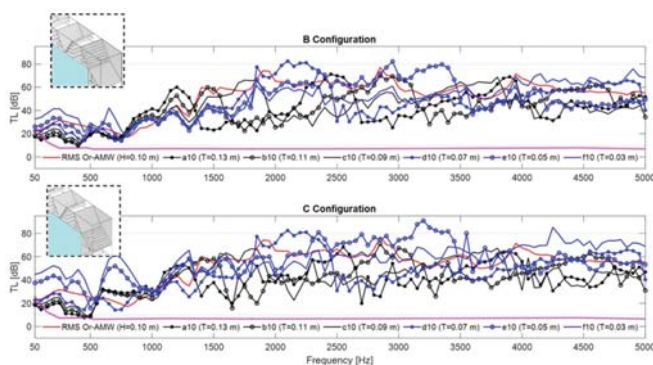 B Configuration
TL [dB]
80
60
40
20
0
RMS Or-AMW (H=0.10 m) a10 (T=0.13 m) b10 (T=0.11 m) c10 (T=0.09 m) d10 (T=0.07 m) e10 (T=0.05 m) f10 (T=0.03 m)
50 500 1000 1500 2000 2500 3000 3500 4000 4500 5000
C Configuration
TL [dB]
80
60
40
20
0
RMS Or-AMW (H=0.10 m) a10 (T=0.13 m) b10 (T=0.11 m) c10 (T=0.09 m) d10 (T=0.07 m) e10 (T=0.05 m) f10 (T=0.03 m)
50 500 1000 1500 2000 2500 3000 3500 4000 4500 5000
Frequency [Hz]